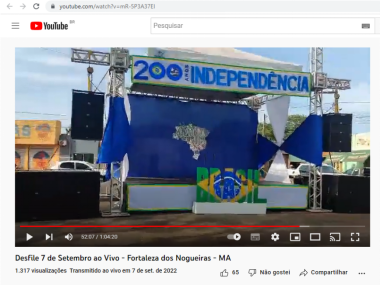 youtube.com/watch?v=mR-5P3A37EI
YouTube BR
Pesquisar
200 ANOS INDEPENDÊNCIA
BRASIL
52:07 / 1:04:20
Desfile 7 de Setembro ao Vivo - Fortaleza dos Nogueiras - MA
1.317 visualizações Transmitido ao vivo em 7 de set. de 2022
65 Não gostei Compartilhar ...